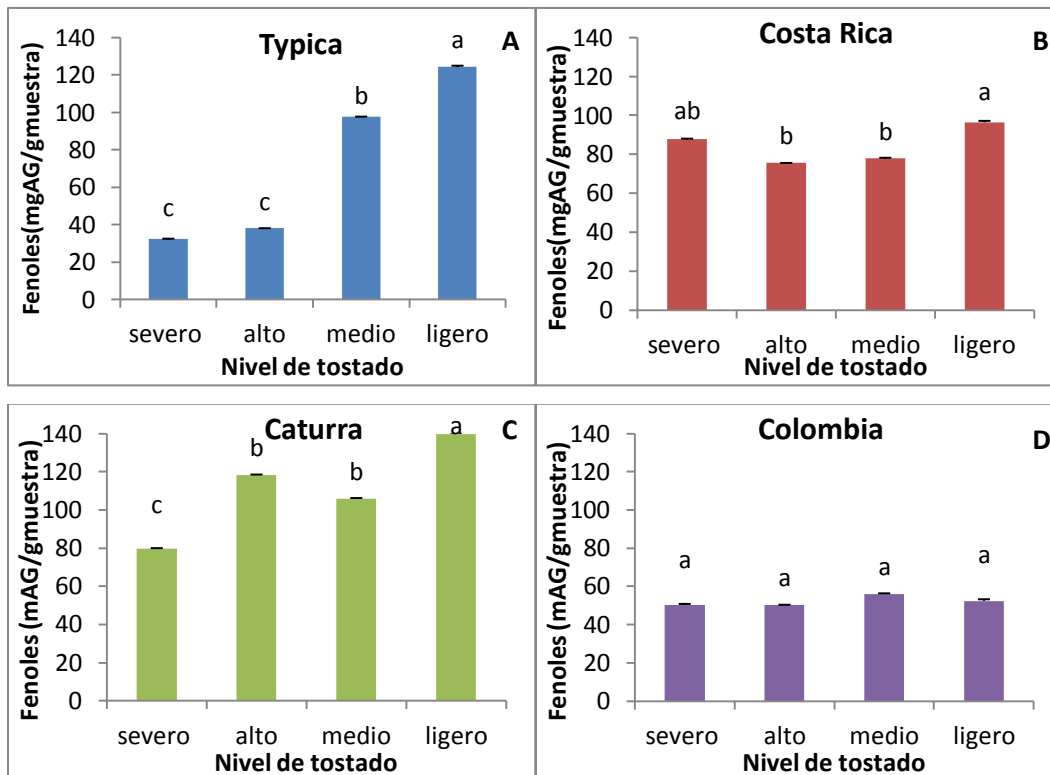 Typica
A
Fenoles(mgAG/gmuestra)
140
120
100
80
60
40
20
0
c
c
b
a
severo alto medio ligero
Nivel de tostado
Costa Rica
B
Fenoles(mgAG/gmuestra)
140
120
100
80
60
40
20
0
ab
b
b
a
severo alto medio ligero
Nivel de tostado
Caturra
C
Fenoles (mAG/gmuestra)
140
120
100
80
60
40
20
0
c
b
b
a
severo alto medio ligero
Nivel de tostado
Colombia
D
Fenoles (mAG/gmuestra)
140
120
100
80
60
40
20
0
a
a
a
a
severo alto medio ligero
Nivel de tostado